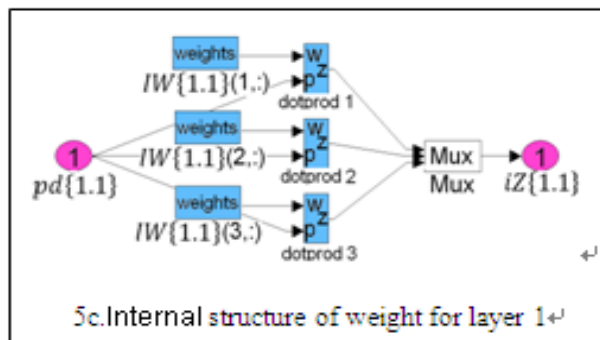 weights
W
p
z
IW{1.1}(1,:)
dotprod 1
1
pd{1.1}
weights
W
p
z
IW{1.1}(2,:)
dotprod 2
Mux
Mux
1
iZ{1.1}
weights
W
p
z
IW{1.1}(3,:)
dotprod 3
↵
5c.Internal structure of weight for layer 1↵